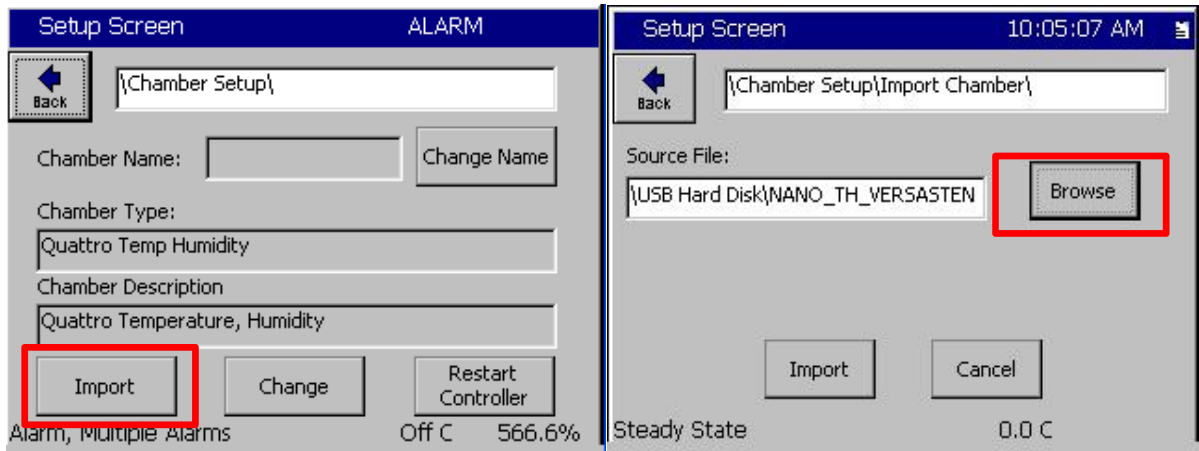 Setup Screen ALARM
Back
\Chamber Setup\
Chamber Name:
Change Name
Chamber Type:
Quattro Temp Humidity
Chamber Description
Quattro Temperature, Humidity
Import
Change
Restart
Controller
Alarm, Multiple Alarms Off C 566.6%
Setup Screen 10:05:07 AM
Back
\Chamber Setup\Import Chamber\
Source File:
\USB Hard Disk\NANO_TH_VERSASTEN
Browse
Import
Cancel
Steady State 0.0 C